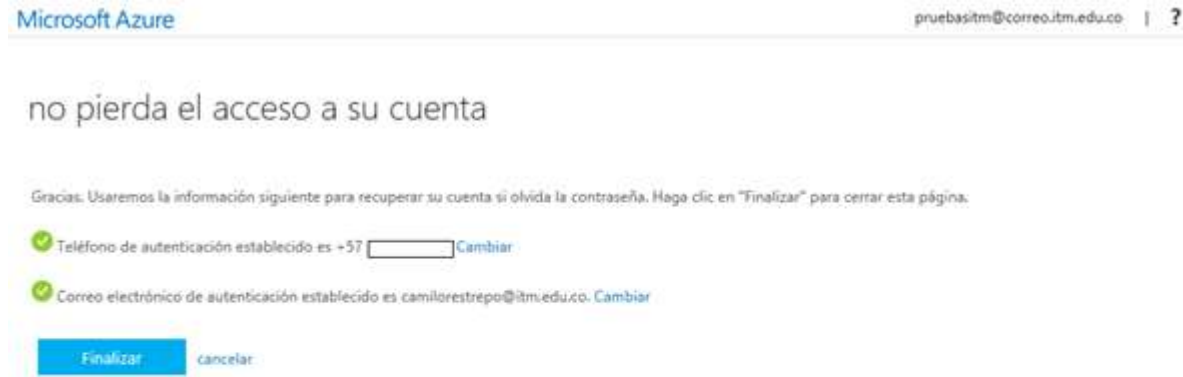 Microsoft Azure
pruebasitm@correo.itm.edu.co | ?
no pierda el acceso a su cuenta
Gracias. Usaremos la información siguiente para recuperar su cuenta si olvida la contraseña. Haga clic en "Finalizar" para cerrar esta página.
Teléfono de autenticación establecido es +57 Cambiar
Correo electrónico de autenticación establecido es camilorestrepo@itm.edu.co. Cambiar
Finalizar cancelar